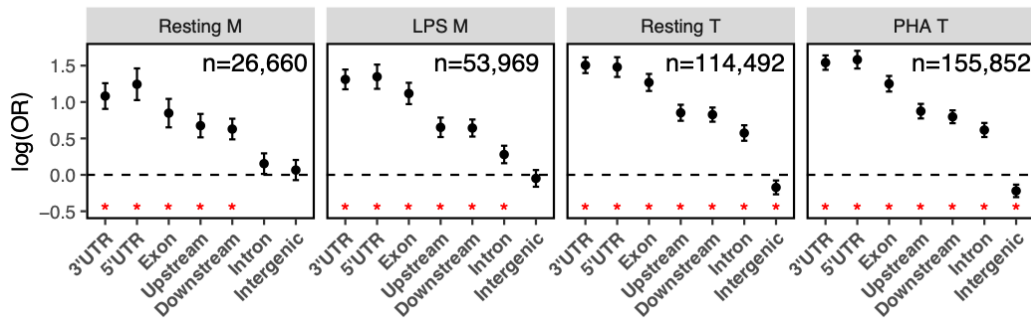 Resting M
LPS M
Resting T
PHA T
n=26,660
n=53,969
n=114,492
n=155,852
log(OR)
1.5
1.0
0.5
0.0
−0.5
* * * * *
* * * * * *
* * * * * * *
* * * * * * *
3'UTR
5'UTR
Exon
Upstream
Downstream
Intron
Intergenic
3'UTR
5'UTR
Exon
Upstream
Downstream
Intron
Intergenic
3'UTR
5'UTR
Exon
Upstream
Downstream
Intron
Intergenic
3'UTR
5'UTR
Exon
Upstream
Downstream
Intron
Intergenic